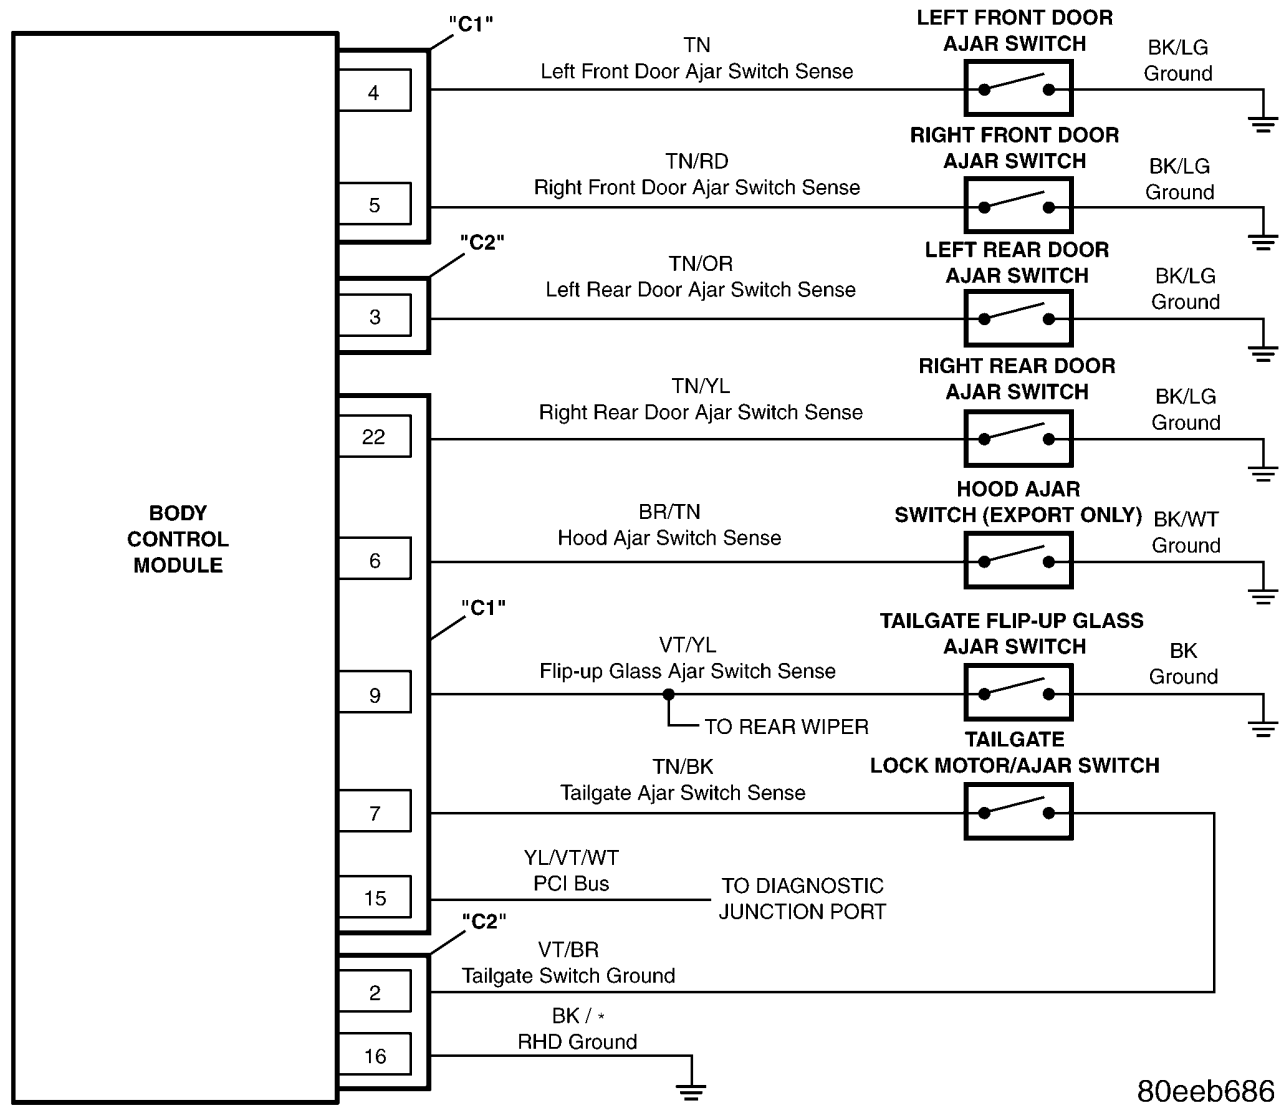 "C1"
TN
Left Front Door Ajar Switch Sense
LEFT FRONT DOOR
AJAR SWITCH
BK/LG
Ground
4
TN/RD
Right Front Door Ajar Switch Sense
RIGHT FRONT DOOR
AJAR SWITCH
BK/LG
Ground
5
"C2"
TN/OR
Left Rear Door Ajar Switch Sense
LEFT REAR DOOR
AJAR SWITCH
BK/LG
Ground
3
TN/YL
Right Rear Door Ajar Switch Sense
RIGHT REAR DOOR
AJAR SWITCH
BK/LG
Ground
22
BODY
CONTROL
MODULE
BR/TN
Hood Ajar Switch Sense
HOOD AJAR
SWITCH (EXPORT ONLY)
BK/WT
Ground
6
"C1"
VT/YL
Flip-up Glass Ajar Switch Sense
TAILGATE FLIP-UP GLASS
AJAR SWITCH
BK
Ground
9
TO REAR WIPER
TN/BK
Tailgate Ajar Switch Sense
TAILGATE
LOCK MOTOR/AJAR SWITCH
7
YL/VT/WT
PCI Bus
15
TO DIAGNOSTIC
JUNCTION PORT
"C2"
VT/BR
Tailgate Switch Ground
2
BK / *
RHD Ground
16
80eeb686